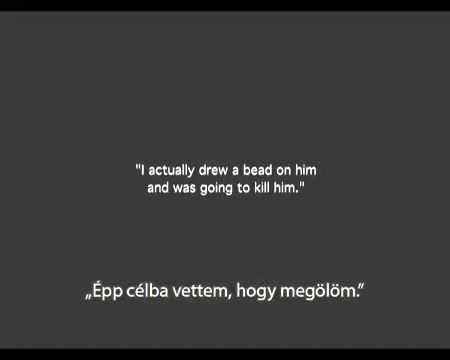 "I actually drew a bead on him
and was going to kill him."
„Épp célba vettem, hogy megölöm.”